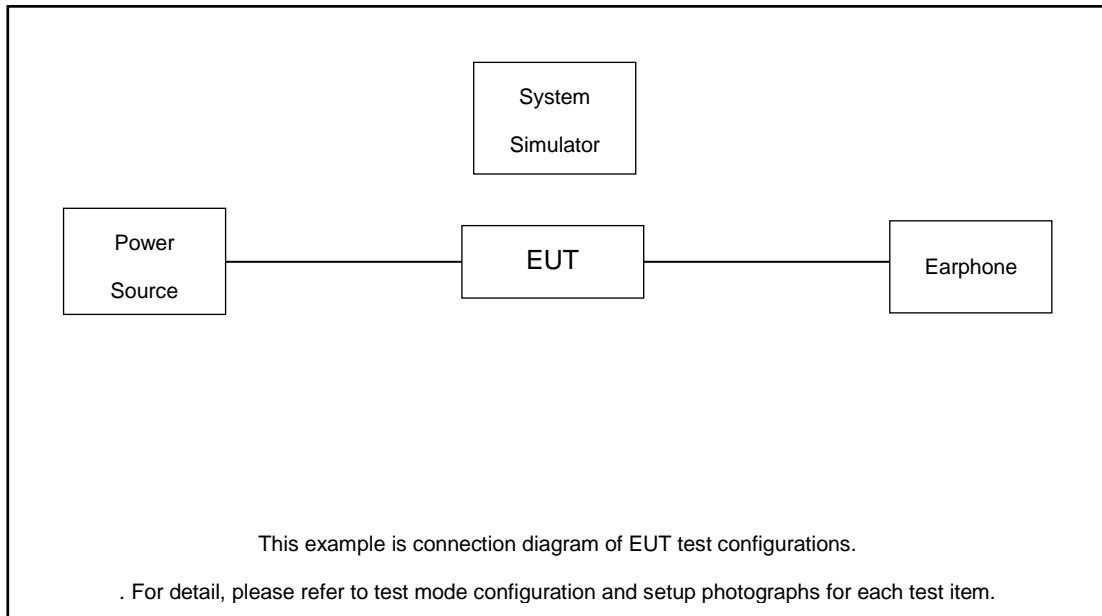 System
Simulator
Power
Source
EUT
Earphone
This example is connection diagram of EUT test configurations.
. For detail, please refer to test mode configuration and setup photographs for each test item.